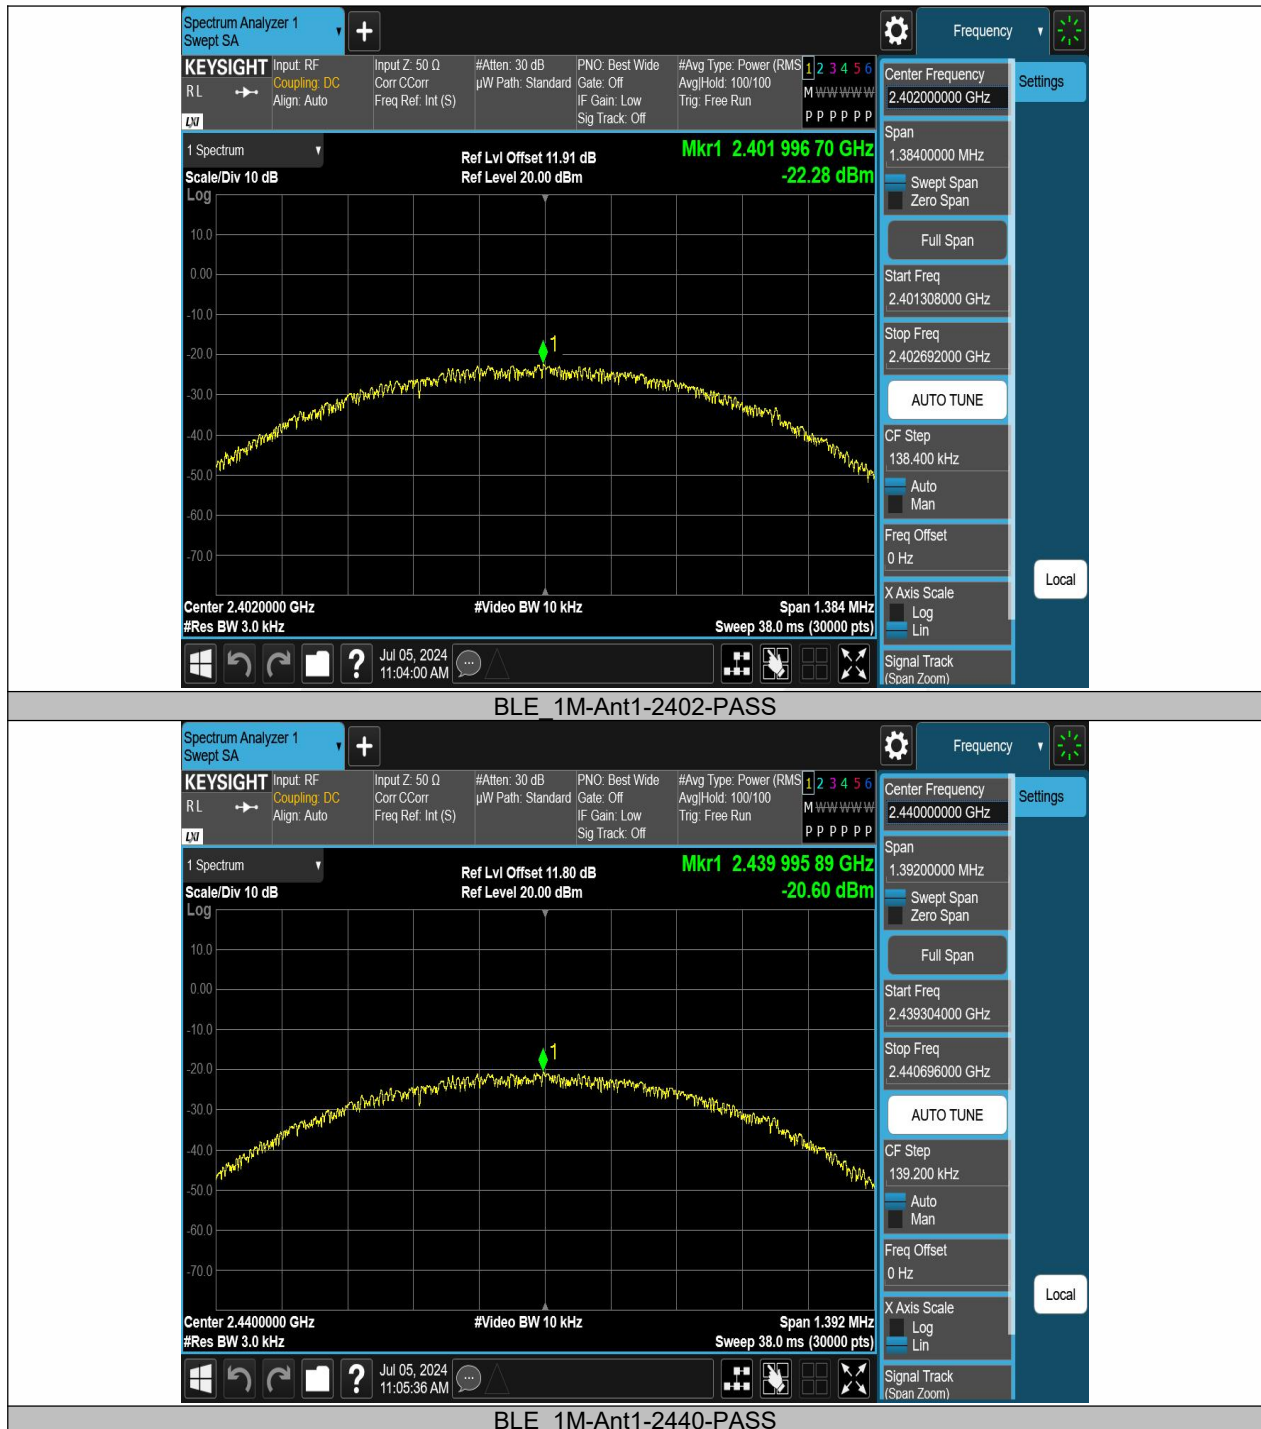 Spectrum Analyzer 1
Swept SA
+
Frequency
KEYSIGHT
RL
LXI
Input: RF
Coupling: DC
Align: Auto
Input Z: 50 Ω
Corr CCorr
Freq Ref: Int (S)
#Atten: 30 dB
µW Path: Standard
PNO: Best Wide
Gate: Off
IF Gain: Low
Sig Track: Off
#Avg Type: Power (RMS
Avg|Hold: 100/100
Trig: Free Run
1 2 3 4 5 6
M W W W W W
P P P P P P
1 Spectrum
Scale/Div 10 dB
Log
Ref Lvl Offset 11.91 dB
Ref Level 20.00 dBm
Mkr1 2.401 996 70 GHz
-22.28 dBm
10.0
0.00
-10.0
-20.0
-30.0
-40.0
-50.0
-60.0
-70.0
1
Center 2.4020000 GHz
#Res BW 3.0 kHz
#Video BW 10 kHz
Span 1.384 MHz
Sweep 38.0 ms (30000 pts)
?
Jul 05, 2024
11:04:00 AM
Center Frequency
2.402000000 GHz
Span
1.38400000 MHz
Swept Span
Zero Span
Full Span
Start Freq
2.401308000 GHz
Stop Freq
2.402692000 GHz
AUTO TUNE
CF Step
138.400 kHz
Auto
Man
Freq Offset
0 Hz
X Axis Scale
Log
Lin
Signal Track
(Span Zoom)
Settings
Local
BLE_1M-Ant1-2402-PASS
Spectrum Analyzer 1
Swept SA
+
Frequency
KEYSIGHT
RL
LXI
Input: RF
Coupling: DC
Align: Auto
Input Z: 50 Ω
Corr CCorr
Freq Ref: Int (S)
#Atten: 30 dB
µW Path: Standard
PNO: Best Wide
Gate: Off
IF Gain: Low
Sig Track: Off
#Avg Type: Power (RMS
Avg|Hold: 100/100
Trig: Free Run
1 2 3 4 5 6
M W W W W W
P P P P P P
1 Spectrum
Scale/Div 10 dB
Log
Ref Lvl Offset 11.80 dB
Ref Level 20.00 dBm
Mkr1 2.439 995 89 GHz
-20.60 dBm
10.0
0.00
-10.0
-20.0
-30.0
-40.0
-50.0
-60.0
-70.0
1
Center 2.4400000 GHz
#Res BW 3.0 kHz
#Video BW 10 kHz
Span 1.392 MHz
Sweep 38.0 ms (30000 pts)
?
Jul 05, 2024
11:05:36 AM
Center Frequency
2.440000000 GHz
Span
1.39200000 MHz
Swept Span
Zero Span
Full Span
Start Freq
2.439304000 GHz
Stop Freq
2.440696000 GHz
AUTO TUNE
CF Step
139.200 kHz
Auto
Man
Freq Offset
0 Hz
X Axis Scale
Log
Lin
Signal Track
(Span Zoom)
Settings
Local
BLE_1M-Ant1-2440-PASS